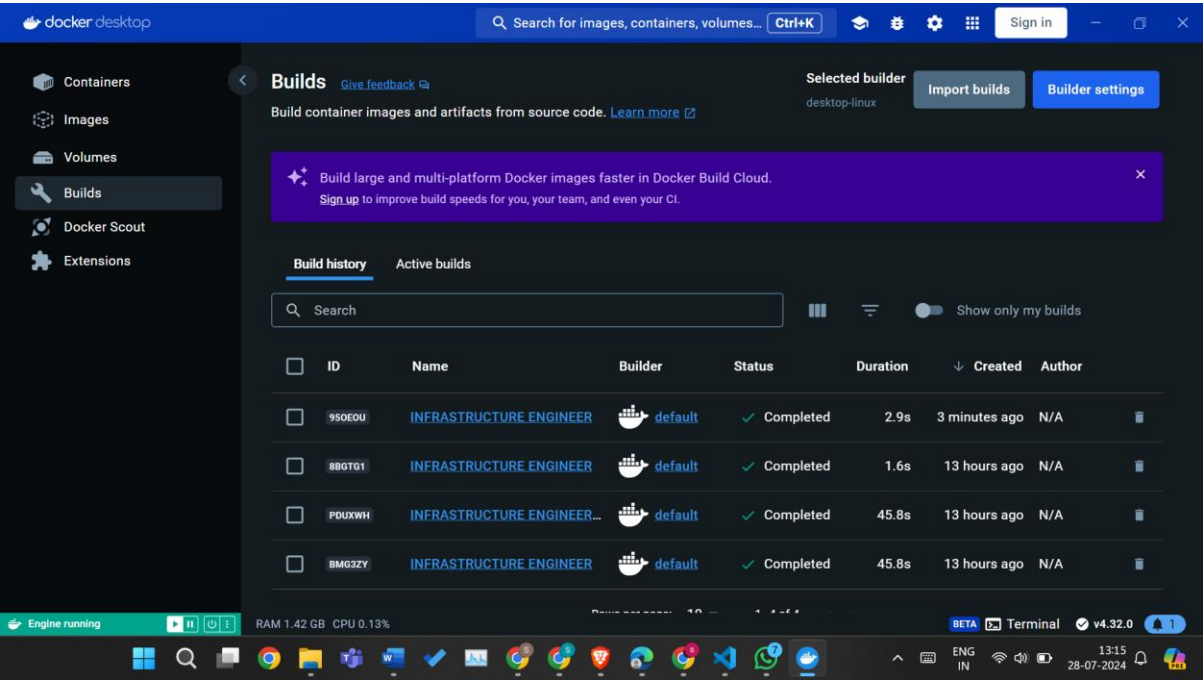 docker desktop
Search for images, containers, volumes... Ctrl+K
Sign in
Containers
Images
Volumes
Builds
Docker Scout
Extensions
Builds Give feedback
Build container images and artifacts from source code. Learn more
Selected builder
desktop-linux
Import builds
Builder settings
Build large and multi-platform Docker images faster in Docker Build Cloud.
Sign up to improve build speeds for you, your team, and even your CI.
Build history Active builds
Search
Show only my builds
ID Name Builder Status Duration Created Author
95OEOU INFRASTRUCTURE ENGINEER default Completed 2.9s 3 minutes ago N/A
8BGTG1 INFRASTRUCTURE ENGINEER default Completed 1.6s 13 hours ago N/A
PDUXWH INFRASTRUCTURE ENGINEER... default Completed 45.8s 13 hours ago N/A
BMG3ZY INFRASTRUCTURE ENGINEER default Completed 45.8s 13 hours ago N/A
Engine running
RAM 1.42 GB CPU 0.13%
BETA Terminal v4.32.0 1
ENG
IN
13:15
28-07-2024